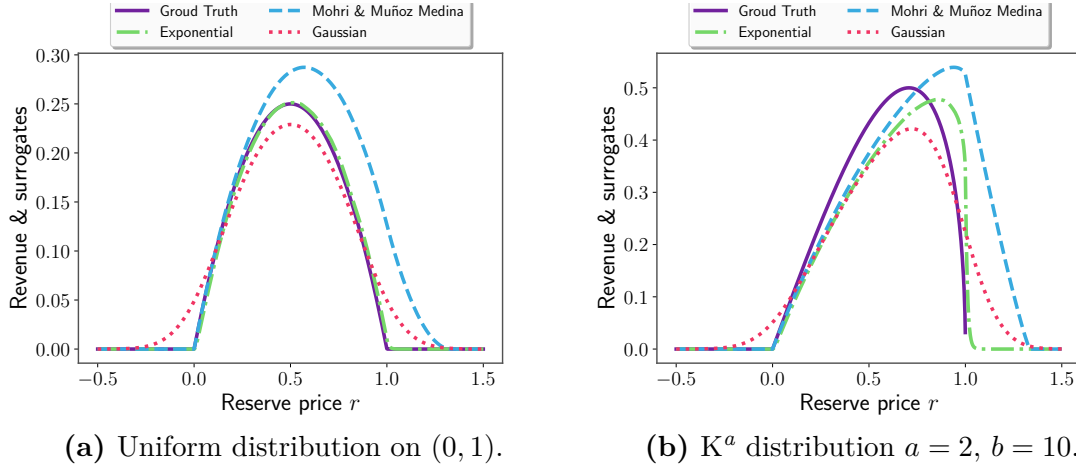 Groud Truth
Exponential
Mohri & Muñoz Medina
Gaussian
Revenue & surrogates
0.30
0.25
0.20
0.15
0.10
0.05
0.00
−0.5 0.0 0.5 1.0 1.5
Reserve price r
(a) Uniform distribution on (0, 1).
Groud Truth
Exponential
Mohri & Muñoz Medina
Gaussian
Revenue & surrogates
0.5
0.4
0.3
0.2
0.1
0.0
−0.5 0.0 0.5 1.0 1.5
Reserve price r
(b) Kᵃ distribution a = 2, b = 10.